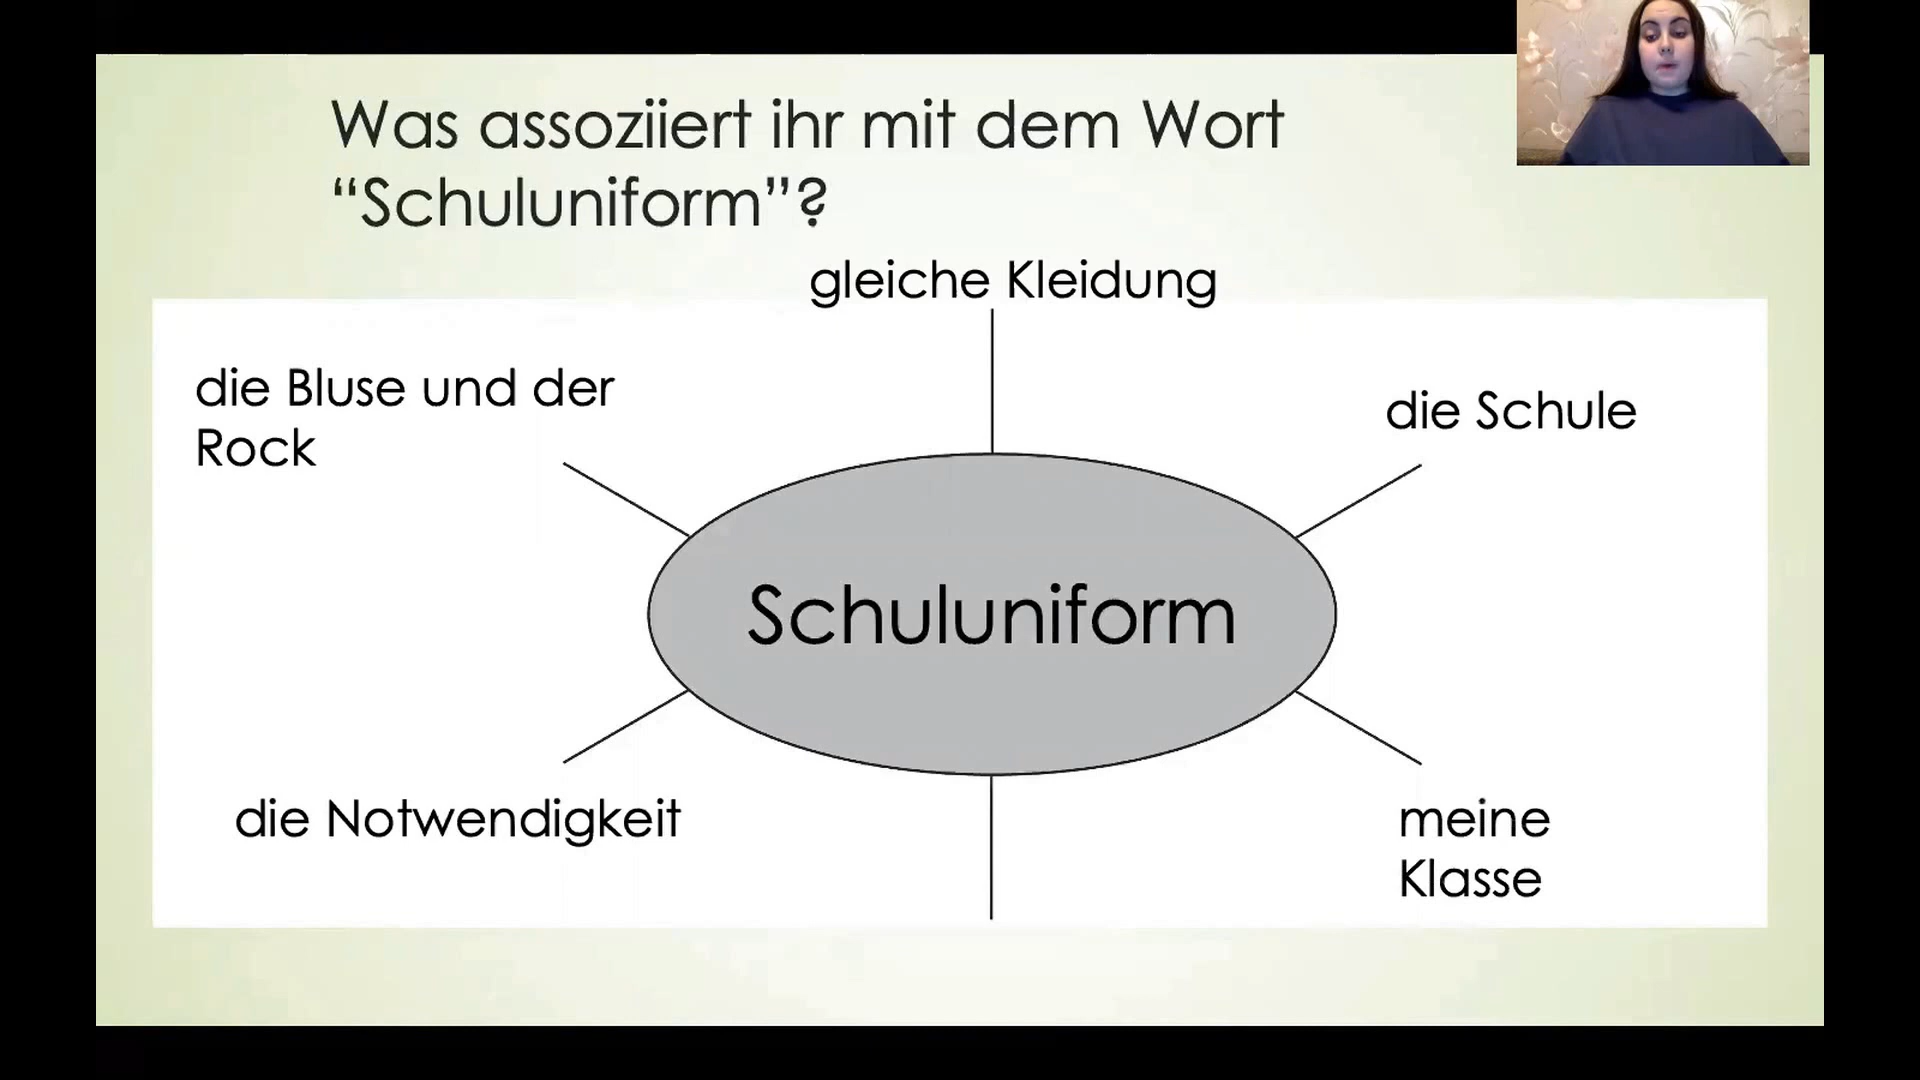 Was assoziiert ihr mit dem Wort
“Schuluniform”?
gleiche Kleidung
die Bluse und der
Rock
die Schule
Schuluniform
die Notwendigkeit
meine
Klasse